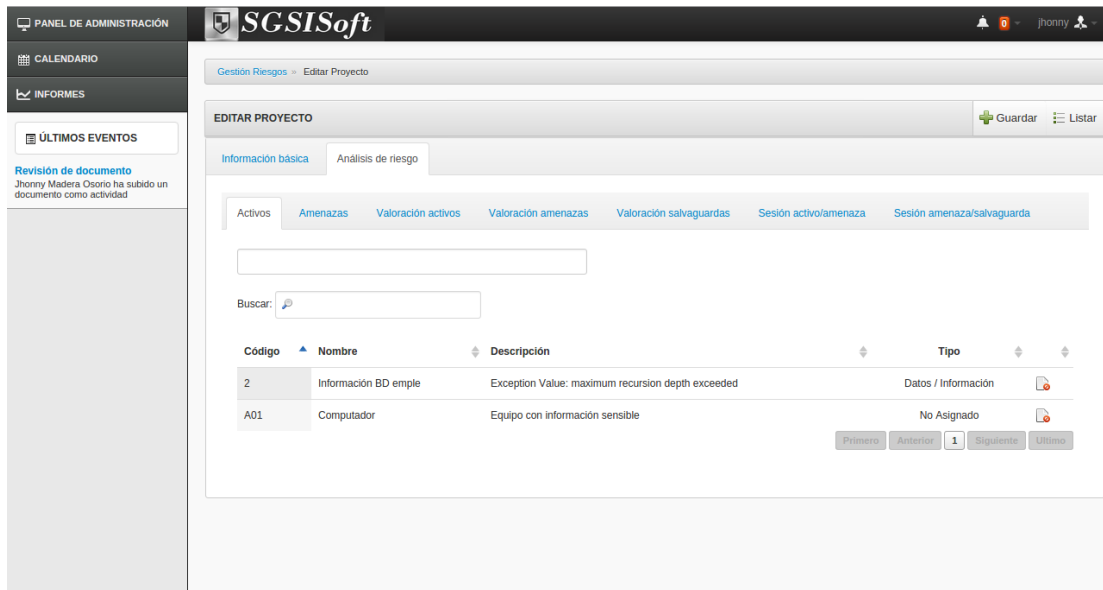 PANEL DE ADMINISTRACIÓN
SGSISoft
0
jhonny
CALENDARIO
INFORMES
ÚLTIMOS EVENTOS
Revisión de documento
Jhonny Madera Osorio ha subido un
documento como actividad
Gestión Riesgos » Editar Proyecto
EDITAR PROYECTO
Guardar
Listar
Información básica
Análisis de riesgo
Activos
Amenazas
Valoración activos
Valoración amenazas
Valoración salvaguardas
Sesión activo/amenaza
Sesión amenaza/salvaguarda
Buscar:
Código Nombre Descripción Tipo
2 Información BD emple Exception Value: maximum recursion depth exceeded Datos / Información
A01 Computador Equipo con información sensible No Asignado
Primero Anterior 1 Siguiente Ultimo